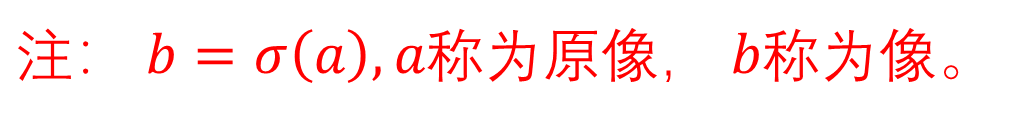 注： b = σ(a), a称为原像， b称为像。